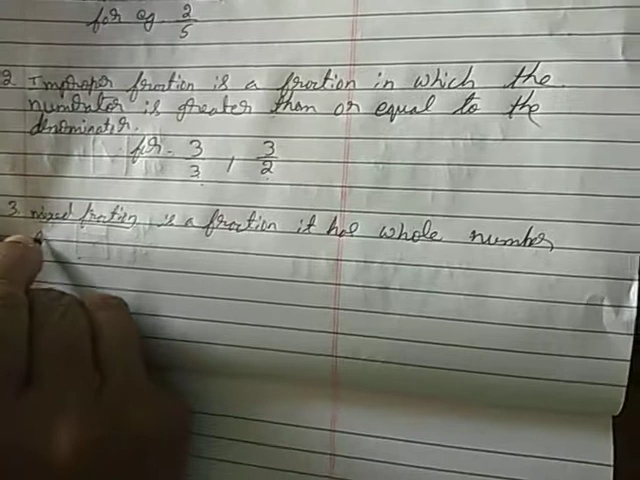 for eg 2/5
2. Improper fraction is a fraction in which the
numerator is greater than or equal to the
denominator.
for - 3/3 , 3/2
3. mixed fraction is a fraction it has whole number